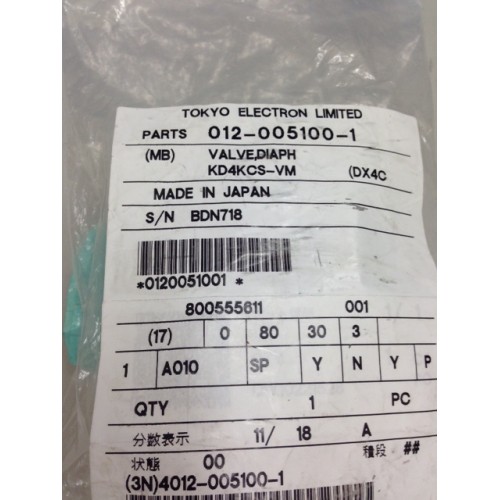 TOKYO ELECTRON LIMITED
PARTS 012-005100-1
(MB) VALVE,DIAPH
KD4KCS-VM (DX4C
MADE IN JAPAN
S/N BDN718
*0120051001 *
800555611 001
(17) 0 80 30 3
1 A010 SP Y N Y P
QTY 1 PC
分数表示 11/ 18 A
状態 00 積段 ##
(3N)4012-005100-1